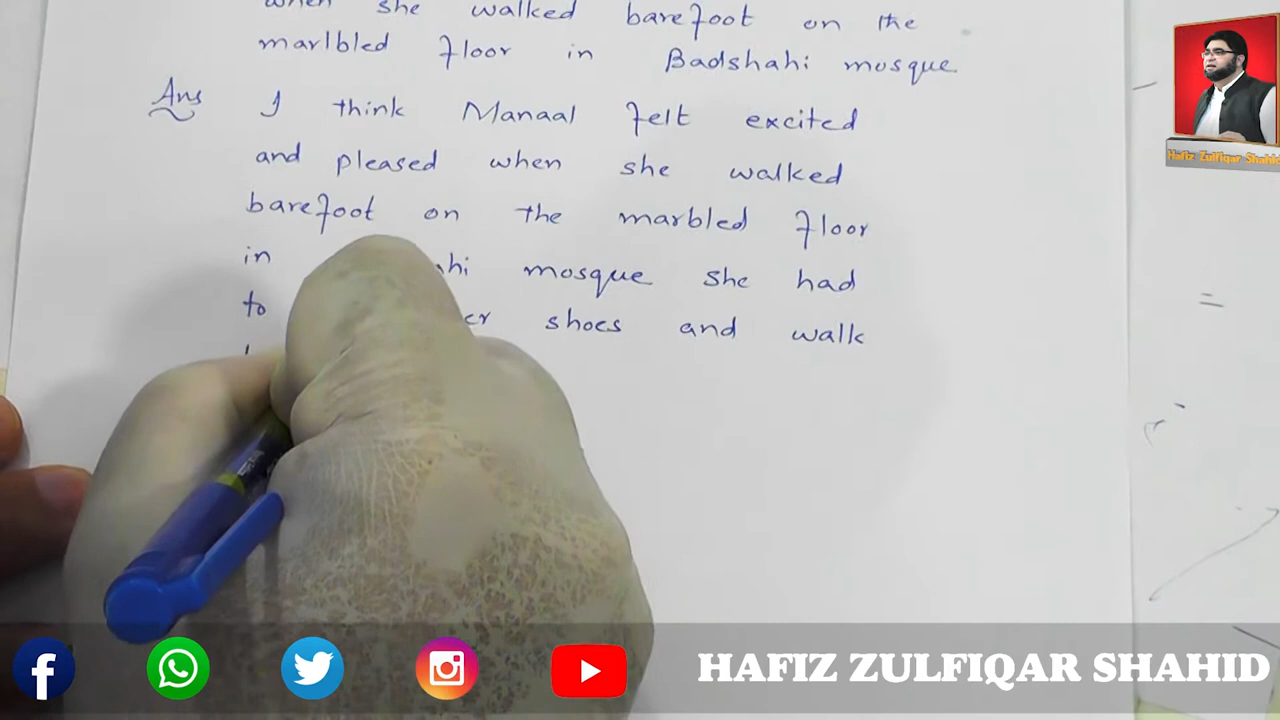 when she walked barefoot on the
marlbled floor in Badshahi mosque
Ans I think Manaal felt excited
and pleased when she walked
barefoot on the marbled floor
in hi mosque she had
to er shoes and walk
Hafiz Zulfiqar Shahid
HAFIZ ZULFIQAR SHAHID